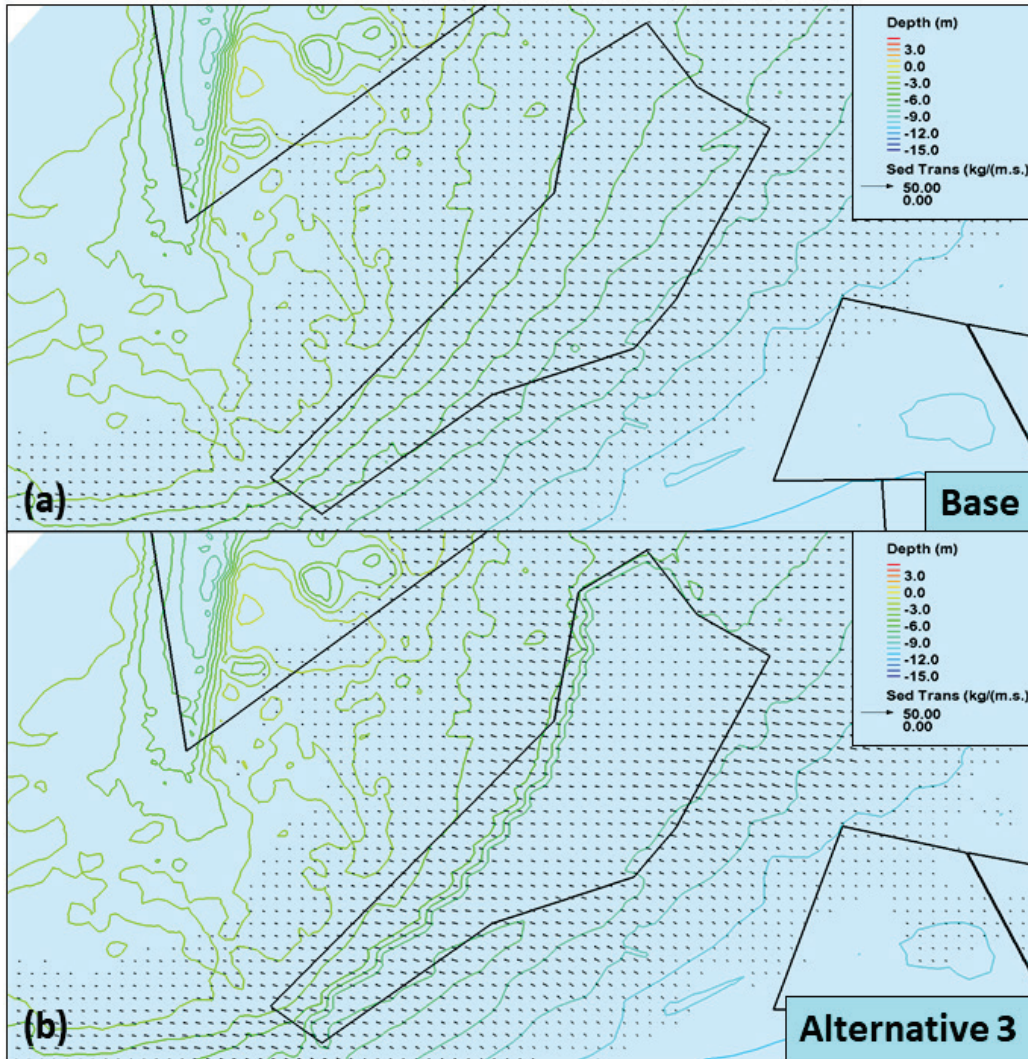 Depth (m)
3.0
0.0
-3.0
-6.0
-9.0
-12.0
-15.0
Sed Trans (kg/(m.s.)
50.00
0.00
(a)
Base
Depth (m)
3.0
0.0
-3.0
-6.0
-9.0
-12.0
-15.0
Sed Trans (kg/(m.s.)
50.00
0.00
(b)
Alternative 3